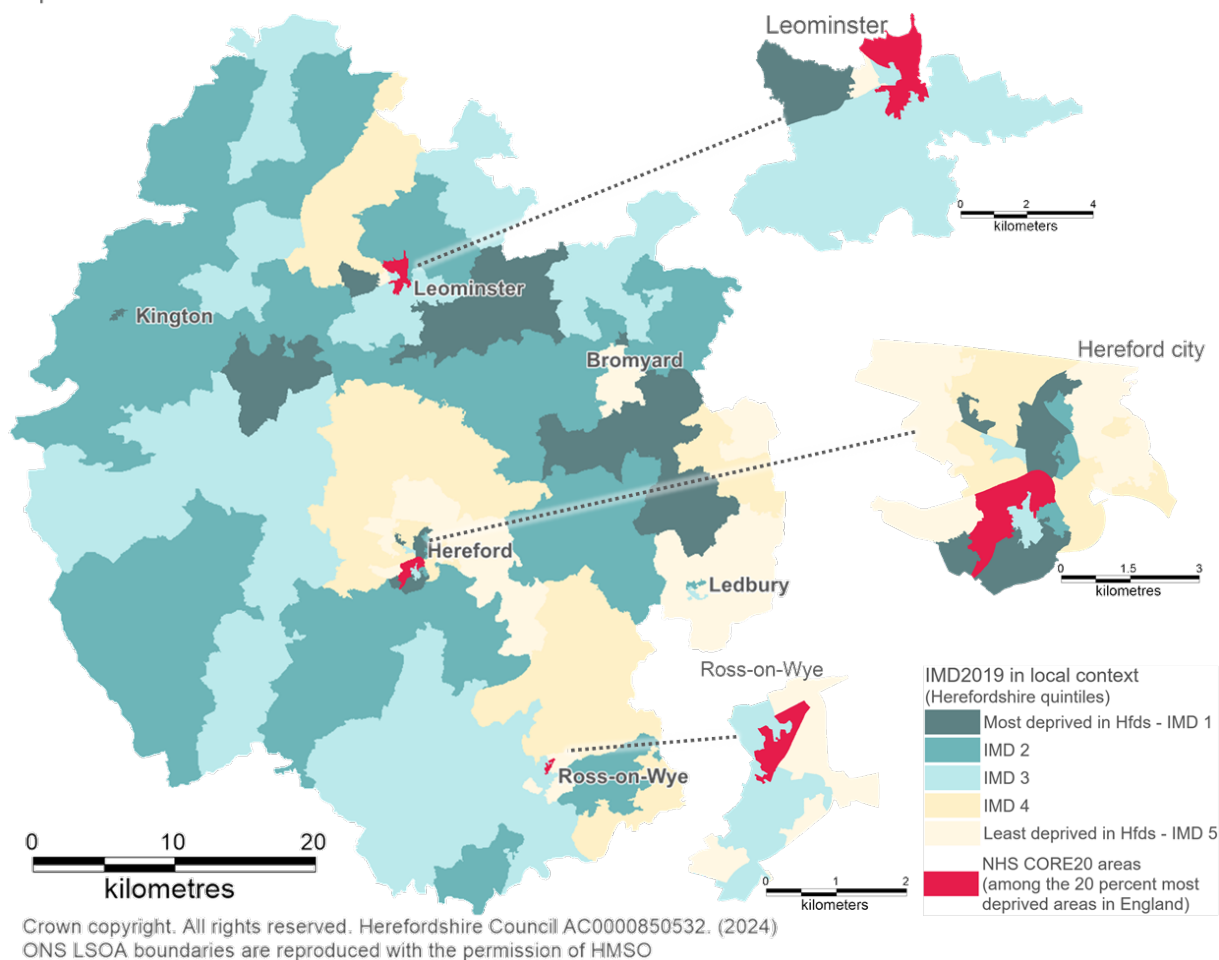 Leominster
0 2 4
kilometers
Leominster
Kington
Bromyard
Hereford city
Hereford
0 1.5 3
kilometres
Ledbury
Ross-on-Wye
IMD2019 in local context
(Herefordshire quintiles)
Most deprived in Hfds - IMD 1
IMD 2
IMD 3
IMD 4
Least deprived in Hfds - IMD 5
NHS CORE20 areas
(among the 20 percent most
deprived areas in England)
Ross-on-Wye
0 1 2
kilometers
0 10 20
kilometres
Crown copyright. All rights reserved. Herefordshire Council AC0000850532. (2024)
ONS LSOA boundaries are reproduced with the permission of HMSO